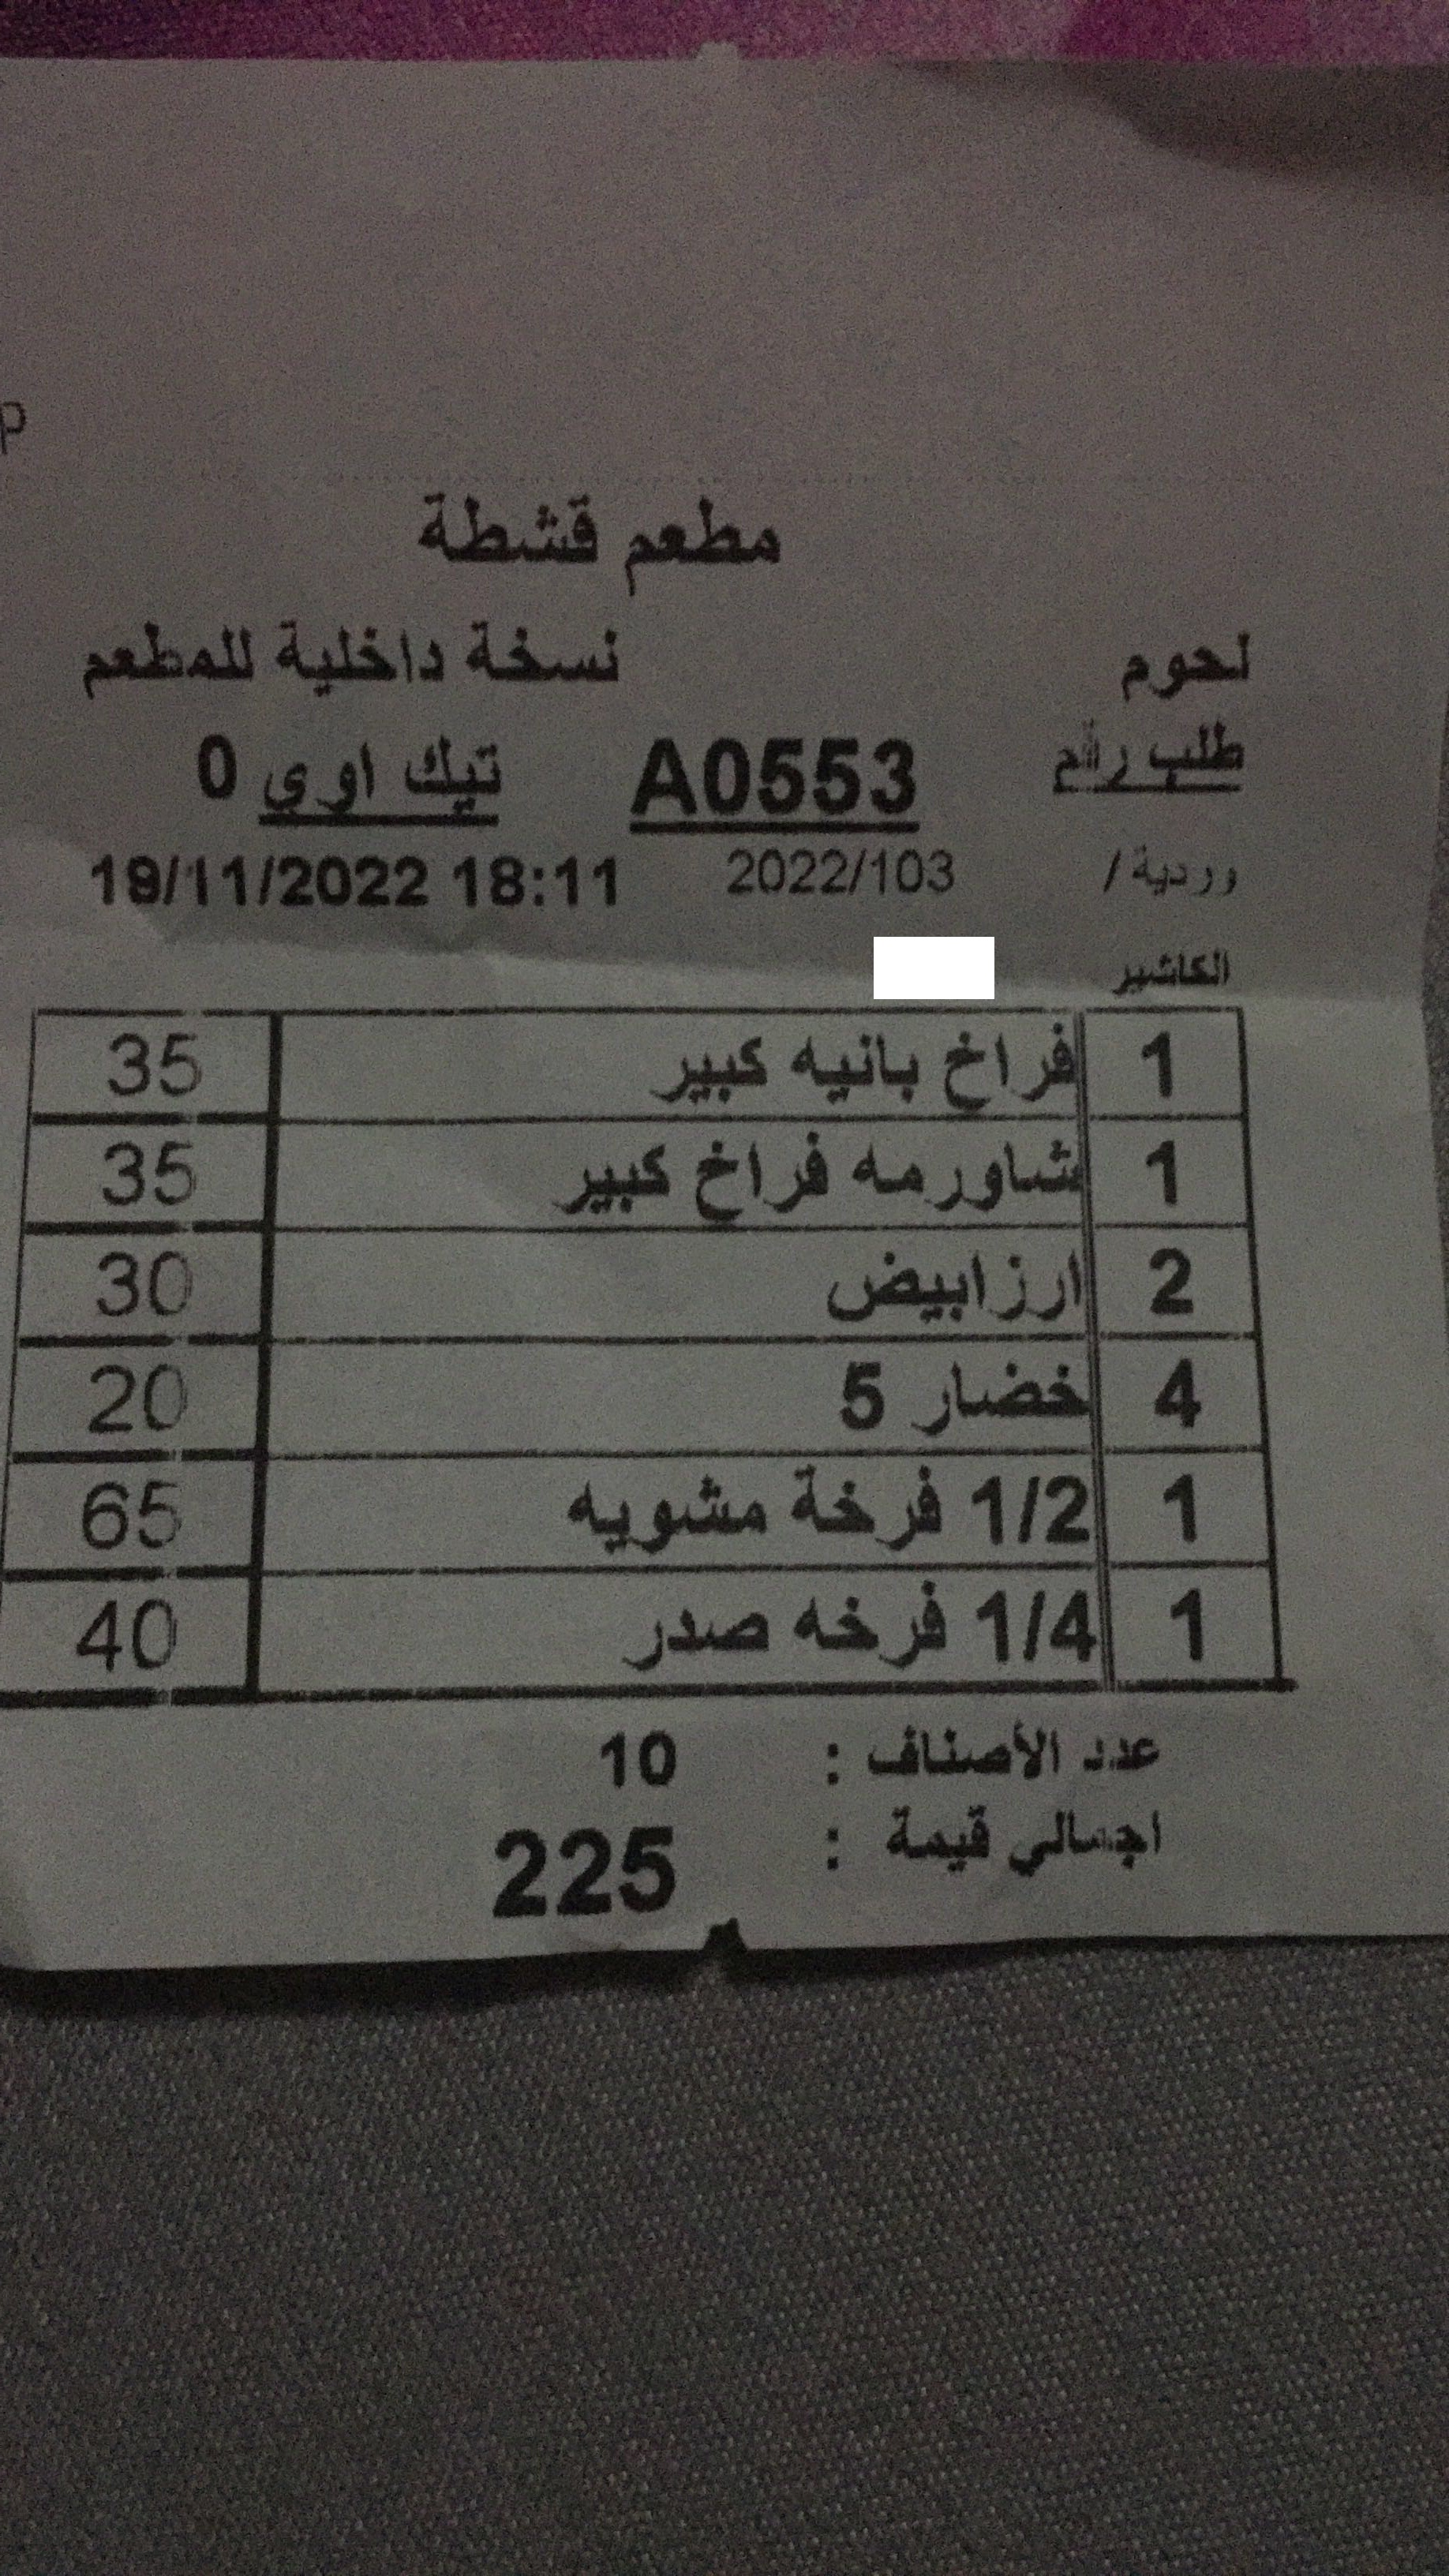 مطعم قشطة
لحوم نسخة داخلية للمطعم
طلب رقم A0553 تيك اوي 0
وردية / 2022/103 19/11/2022 18:11
الكاشير
1 فراخ بانيه كبير 35
1 شاورمه فراخ كبير 35
2 ارز ابيض 30
4 خضار 5 20
1 1/2 فرخة مشويه 65
1 1/4 فرخه صدر 40
عدد الأصناف : 10
اجمالي قيمة : 225